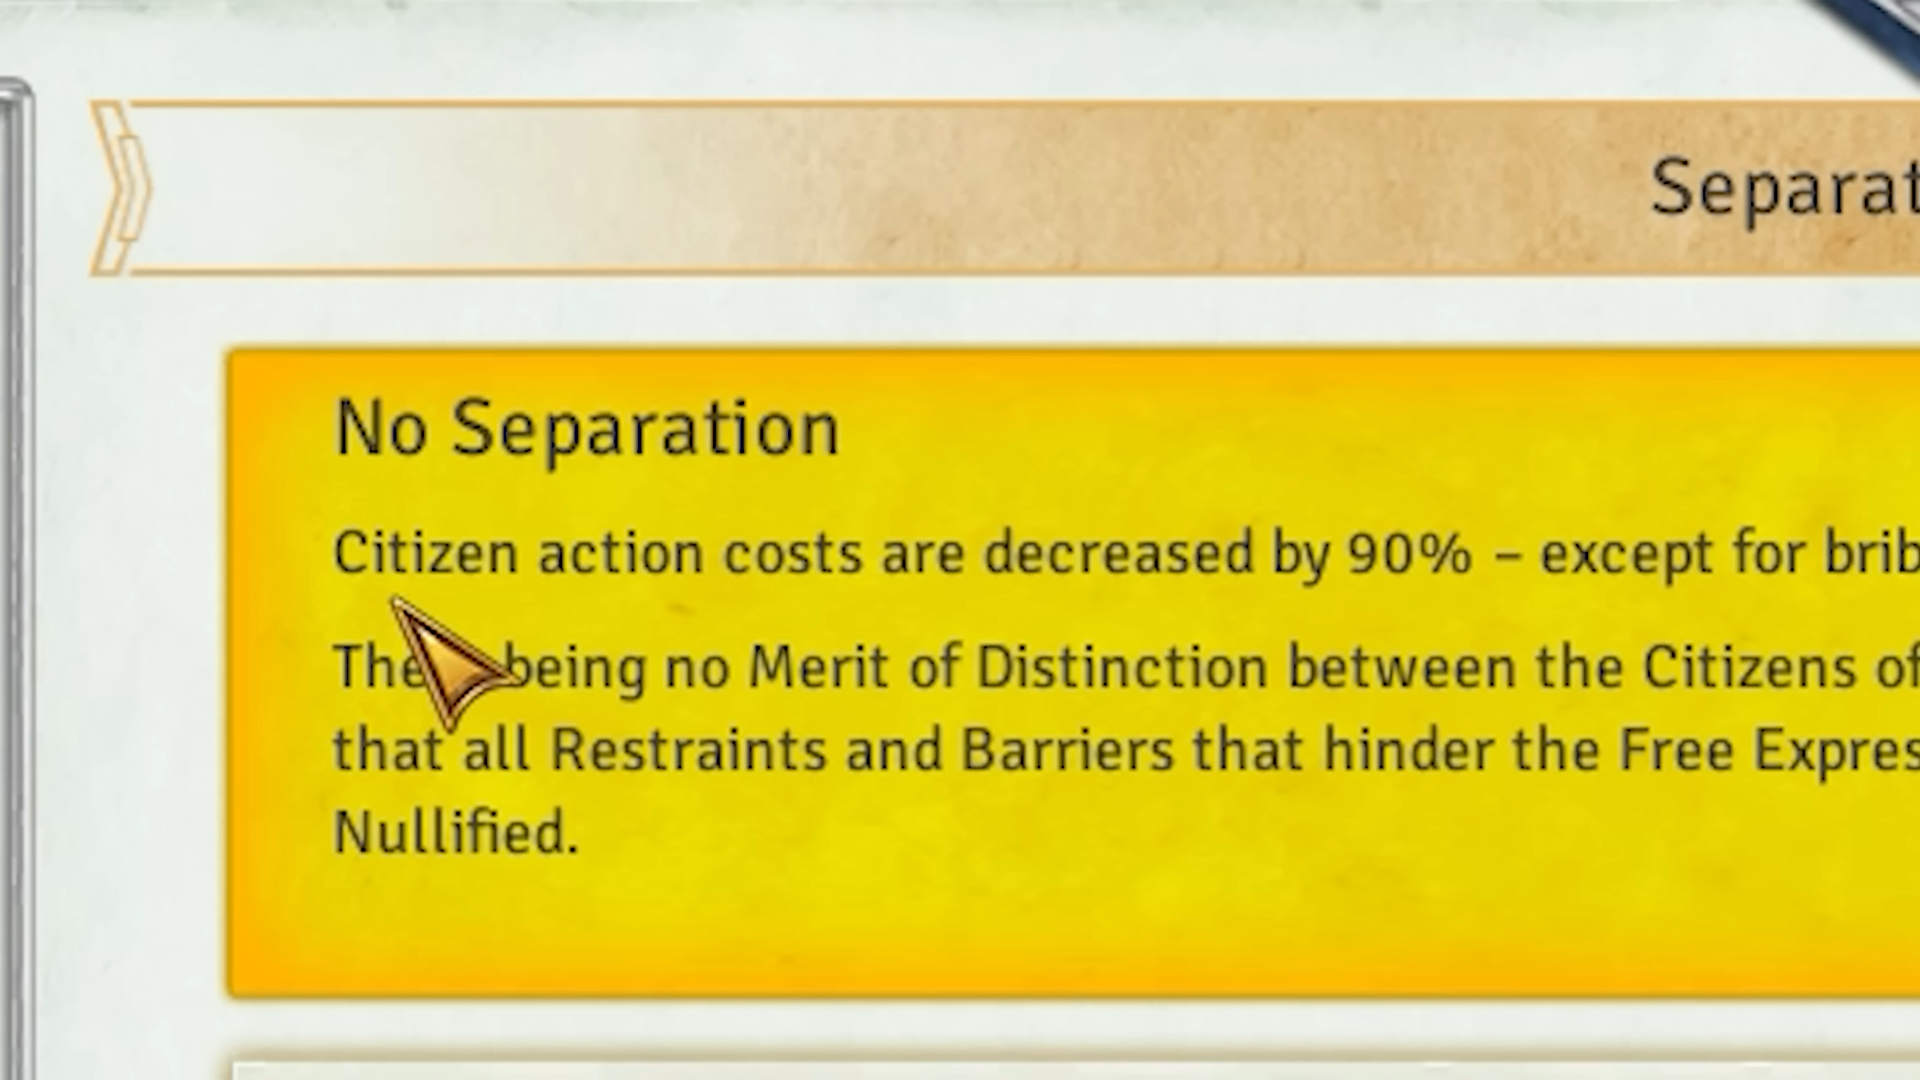 Separat
No Separation
Citizen action costs are decreased by 90% – except for brib
being no Merit of Distinction between the Citizens of
that all Restraints and Barriers that hinder the Free Expres
Nullified.